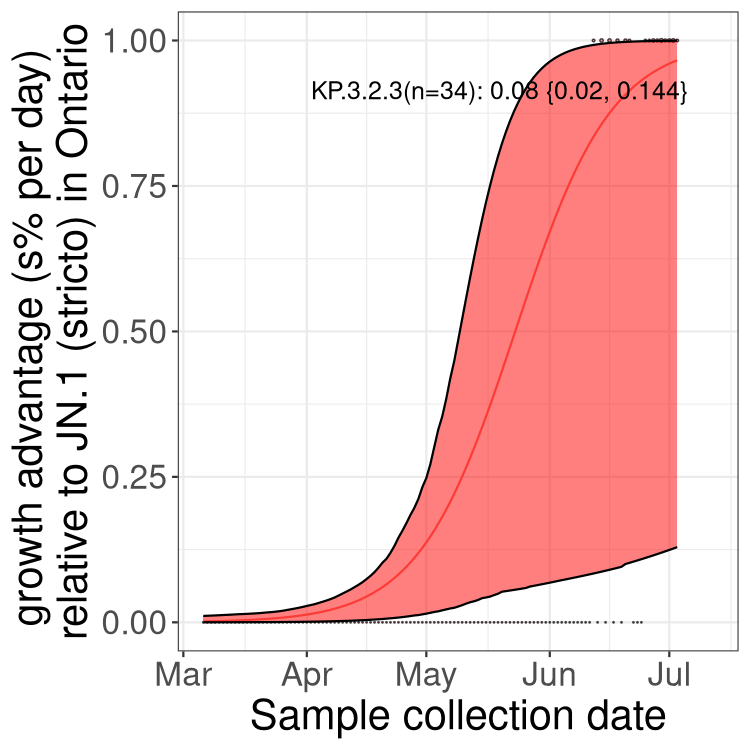 growth advantage (s% per day)
relative to JN.1 (stricto) in Ontario
1.00
0.75
0.50
0.25
0.00
KP.3.2.3(n=34): 0.08 {0.02, 0.144}
Mar Apr May Jun Jul
Sample collection date